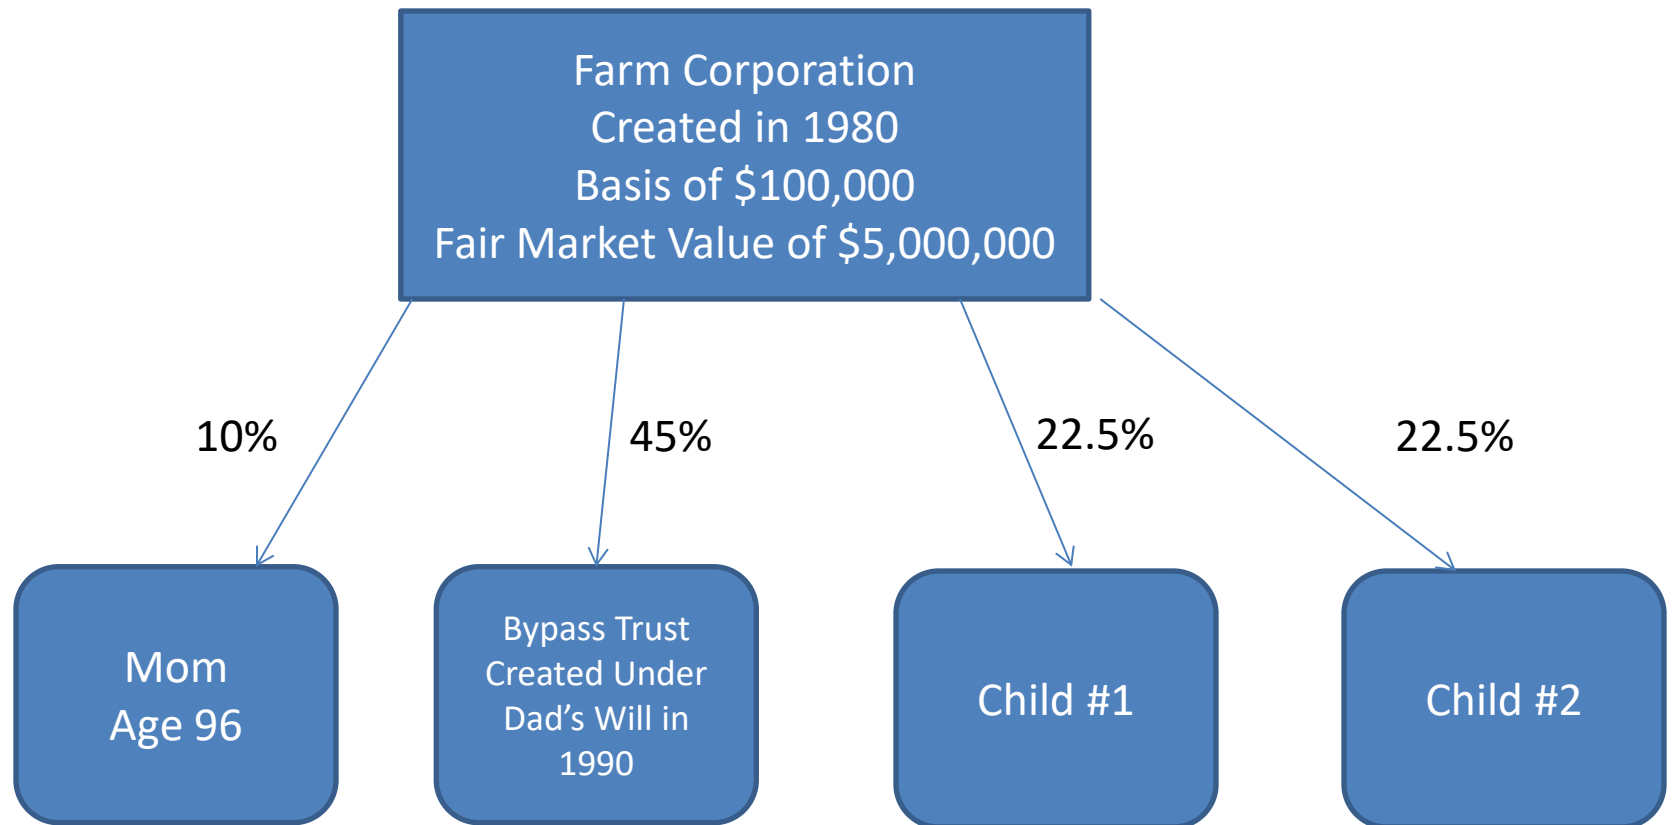 Farm Corporation
Created in 1980
Basis of $100,000
Fair Market Value of $5,000,000
10%
45%
22.5%
22.5%
Mom
Age 96
Bypass Trust
Created Under
Dad’s Will in
1990
Child #1
Child #2